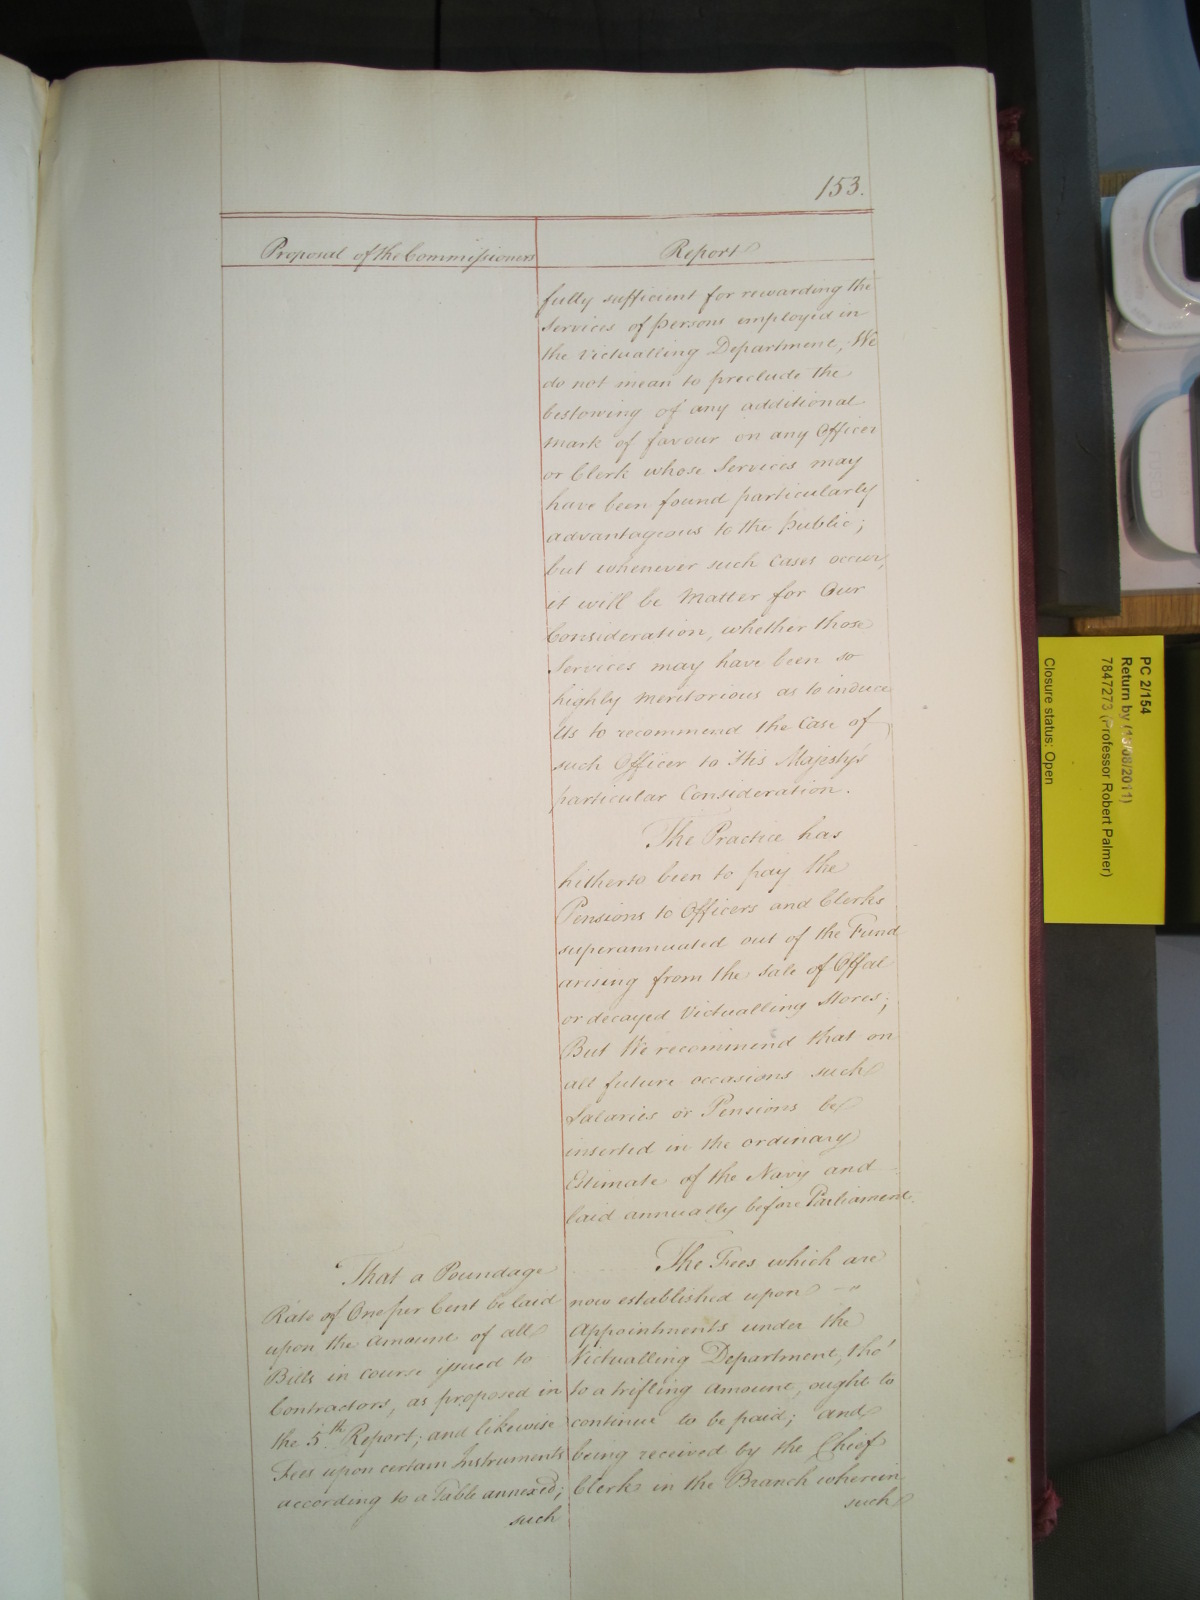 153.
Proposal of the Commissioners
Report
fully sufficient for rewarding the
Services of persons employed in
the Victualling Department, We
do not mean to preclude the
bestowing of any additional
mark of favour on any Officer
or Clerk whose Services may
have been found particularly
advantageous to the public;
but whenever such Cases occur,
it will be Matter for Our
Consideration, whether those
Services may have been so
highly meritorious as to induce
Us to recommend the Case of
such Officer to His Majesty's
particular Consideration.
The Practice has
hitherto been to pay the
Pensions to Officers and Clerks
superannuated out of the Fund
arising from the sale of Offal
or decayed Victualling Stores;
But We recommend that on
all future occasions such
Salaries or Pensions be
inserted in the ordinary
Estimate of the Navy and
laid annually before Parliament.
That a Poundage
Rate of One per Cent be laid
upon the Amount of all
Bills in course issued to
Contractors, as proposed in
the 5th Report; and likewise
Fees upon certain Instruments
according to a Table annexed;
such
The Fees which are
now established upon
Appointments under the
Victualling Department, tho'
to a trifling Amount, ought to
continue to be paid; and
being received by the Chief
Clerks in the Branch wherein
such
PC 2/154
Return by (13/08/2011)
7847273 (Professor Robert Palmer)
Closure status: Open